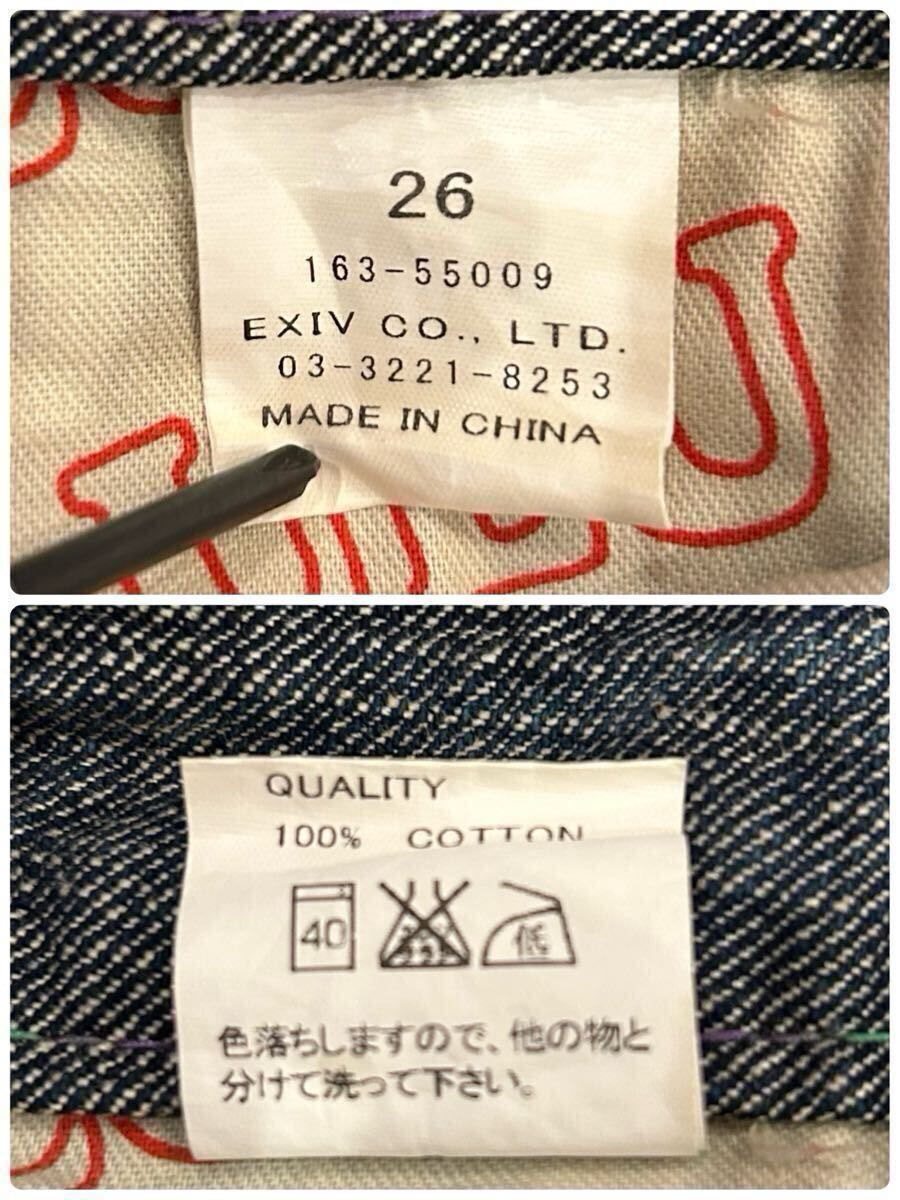 26
163-55009
EXIV CO., LTD.
03-3221-8253
MADE IN CHINA
QUALITY
100% COTTON
40 低
色落ちしますので、他の物と
分けて洗って下さい。